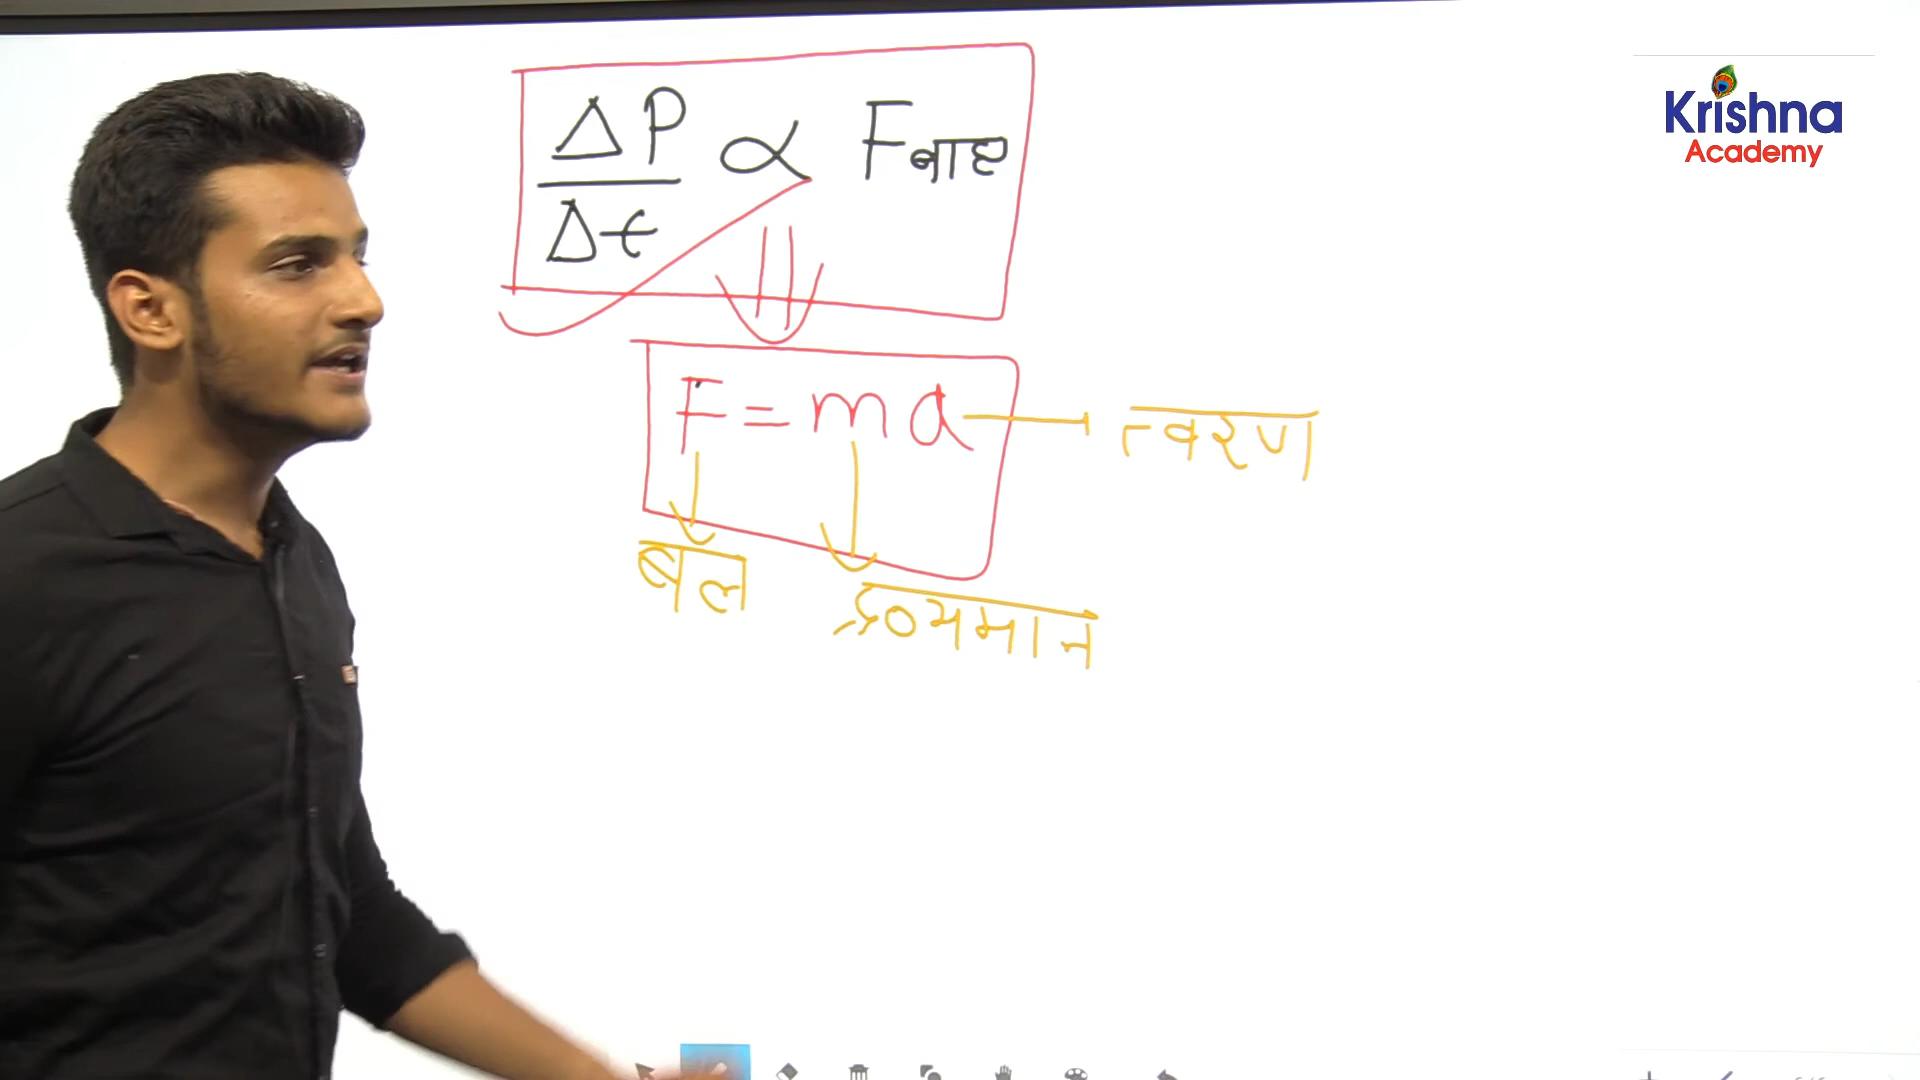 Krishna
Academy
ΔP/Δt ∝ Fबाह्य
F = ma
त्वरण
बल
द्रव्यमान